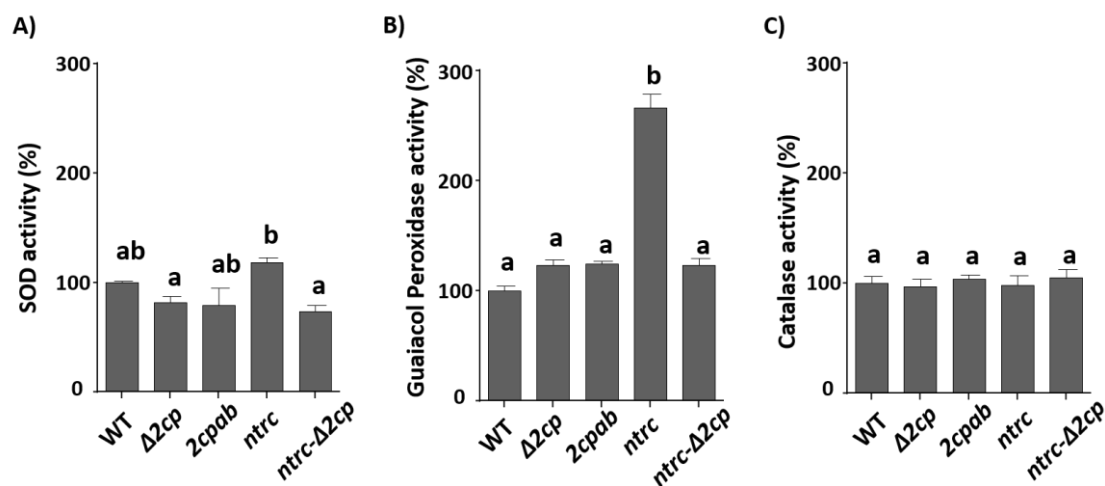 A)
SOD activity (%)
300
200
100
0
ab
a
ab
b
a
WT
Δ2cp
2cpab
ntrc
ntrc-Δ2cp
B)
Guaiacol Peroxidase activity (%)
300
200
100
0
a
a
a
b
a
WT
Δ2cp
2cpab
ntrc
ntrc-Δ2cp
C)
Catalase activity (%)
300
200
100
0
a
a
a
a
a
WT
Δ2cp
2cpab
ntrc
ntrc-Δ2cp